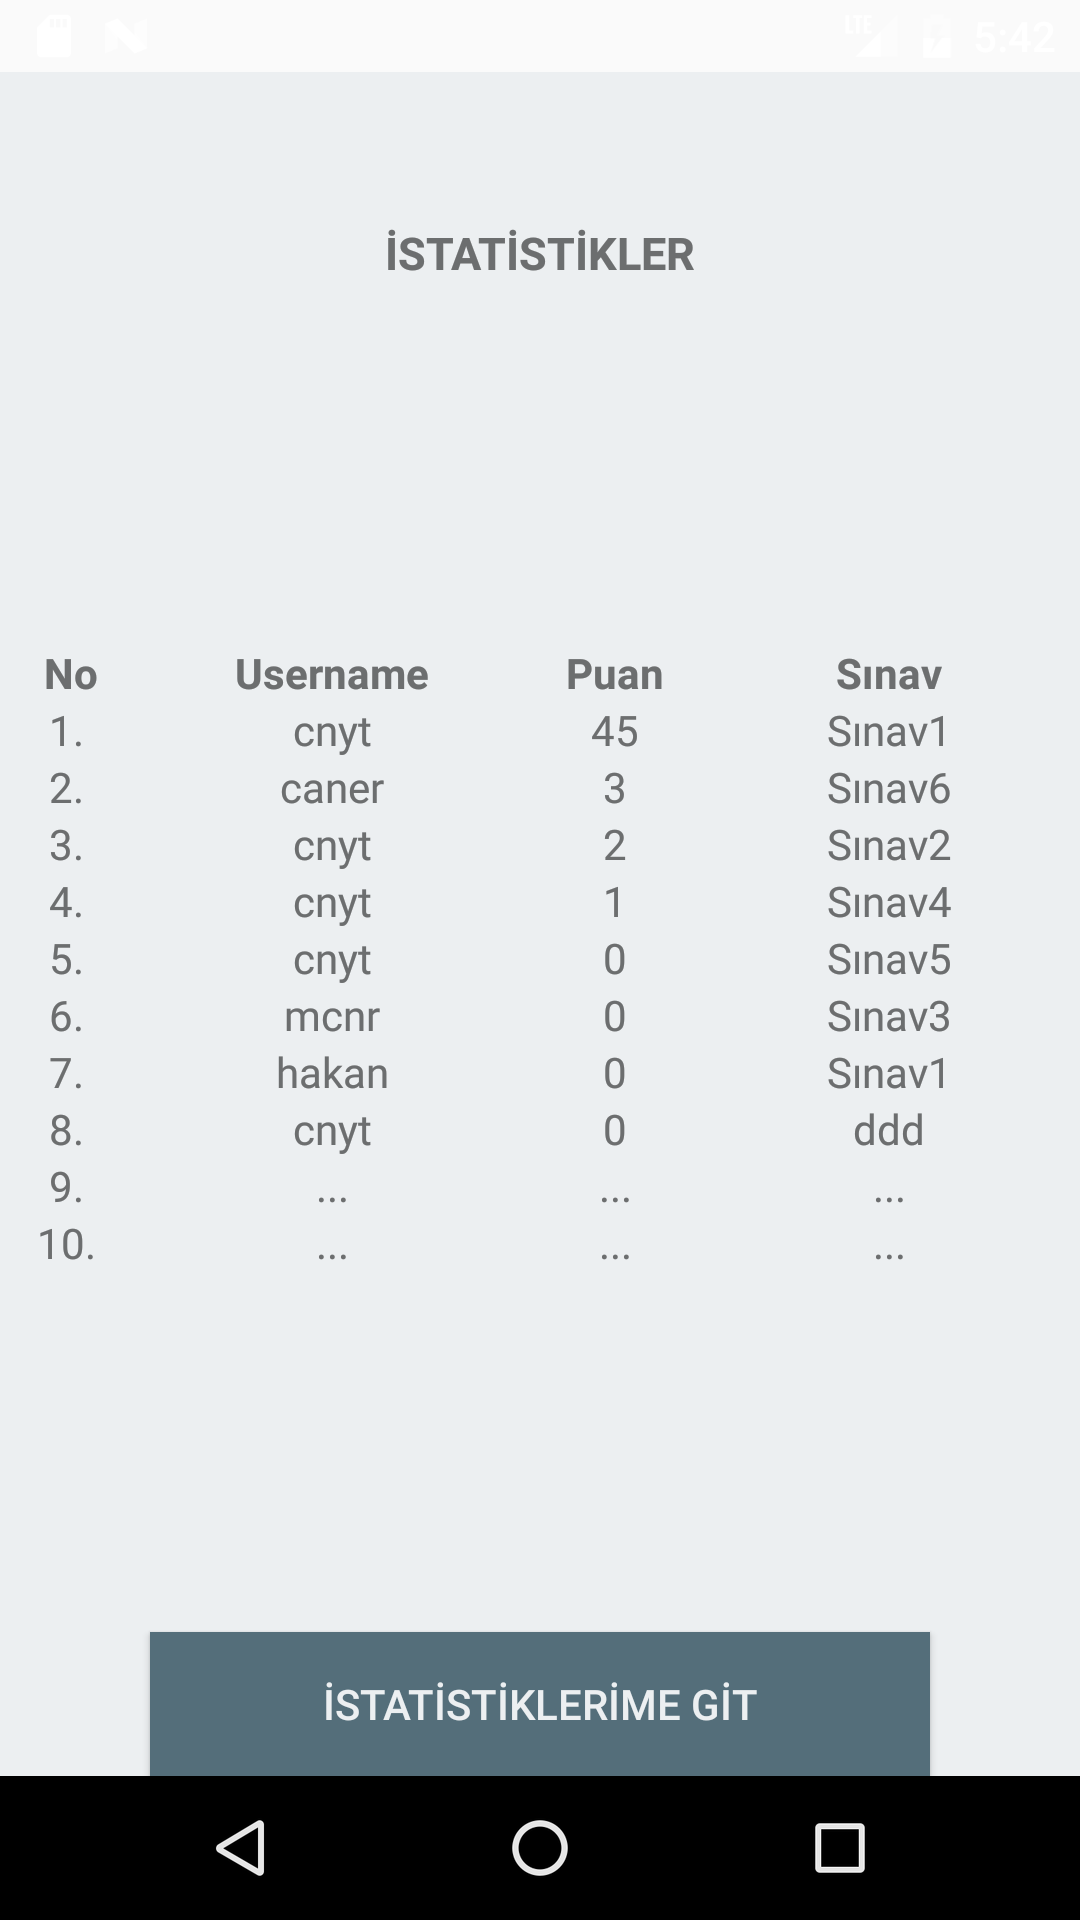 LTE 5:42
İSTATİSTİKLER
No Username Puan Sınav
1. cnyt 45 Sınav1
2. caner 3 Sınav6
3. cnyt 2 Sınav2
4. cnyt 1 Sınav4
5. cnyt 0 Sınav5
6. mcnr 0 Sınav3
7. hakan 0 Sınav1
8. cnyt 0 ddd
9. ... ... ...
10. ... ... ...
İSTATİSTİKLERİME GİT